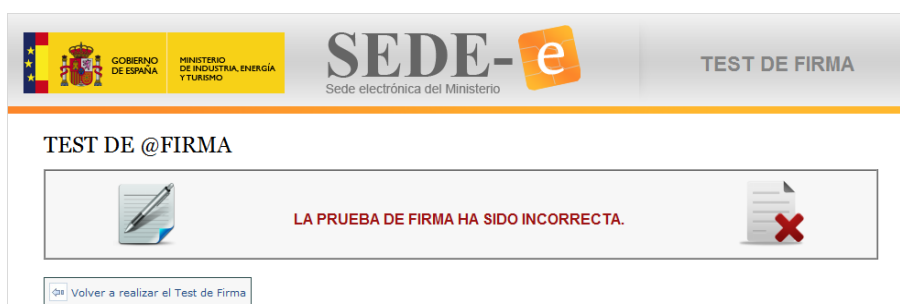 GOBIERNO
DE ESPAÑA
MINISTERIO
DE INDUSTRIA, ENERGÍA
Y TURISMO
SEDE-e
Sede electrónica del Ministerio
TEST DE FIRMA
TEST DE @FIRMA
LA PRUEBA DE FIRMA HA SIDO INCORRECTA.
Volver a realizar el Test de Firma